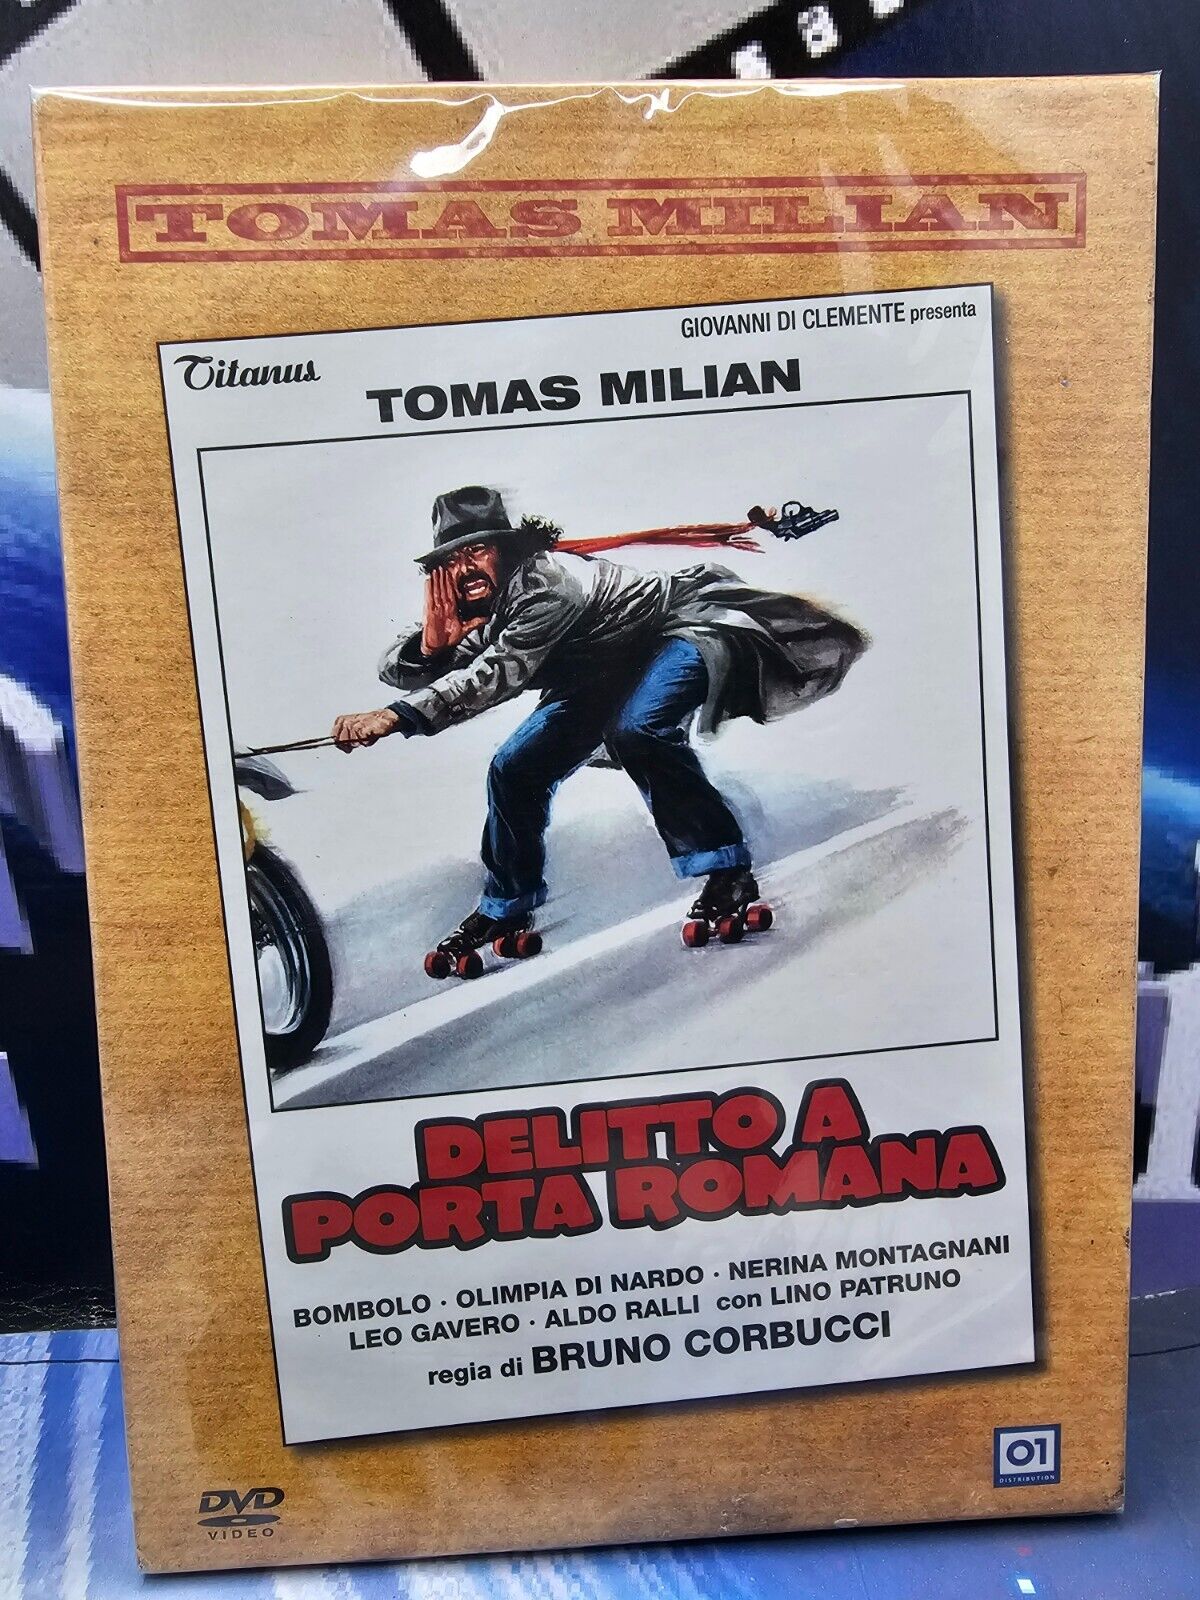 TOMAS MILIAN
GIOVANNI DI CLEMENTE presenta
Titanus
TOMAS MILIAN
DELITTO A
PORTA ROMANA
BOMBOLO · OLIMPIA DI NARDO · NERINA MONTAGNANI
LEO GAVERO · ALDO RALLI con LINO PATRUNO
regia di BRUNO CORBUCCI
DVD
VIDEO
01
DISTRIBUTION